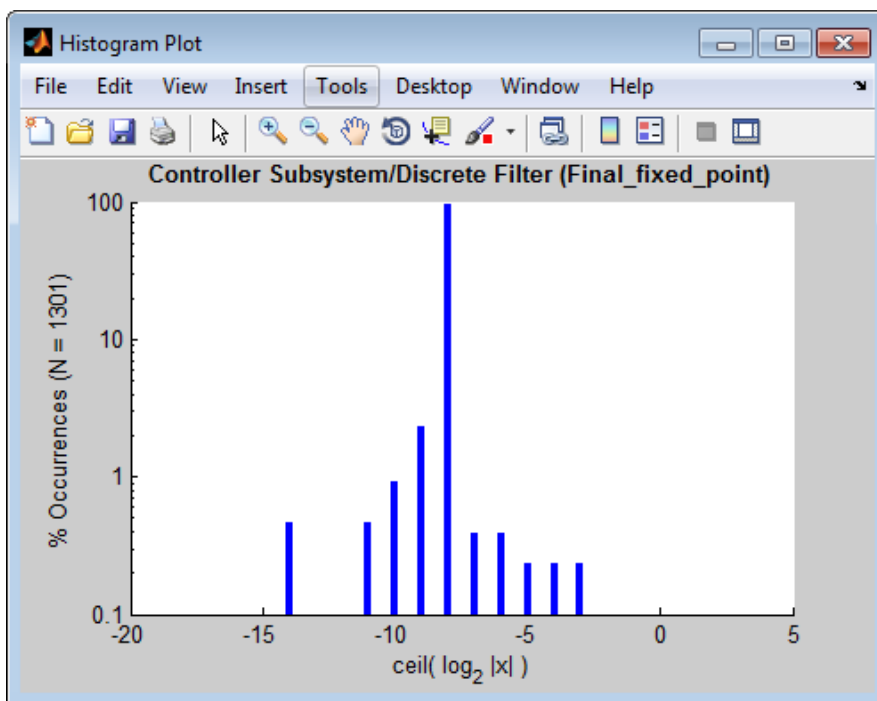 Histogram Plot
File Edit View Insert Tools Desktop Window Help
Controller Subsystem/Discrete Filter (Final_fixed_point)
100
10
1
0.1
% Occurrences (N = 1301)
-20 -15 -10 -5 0 5
ceil( log2 |x| )